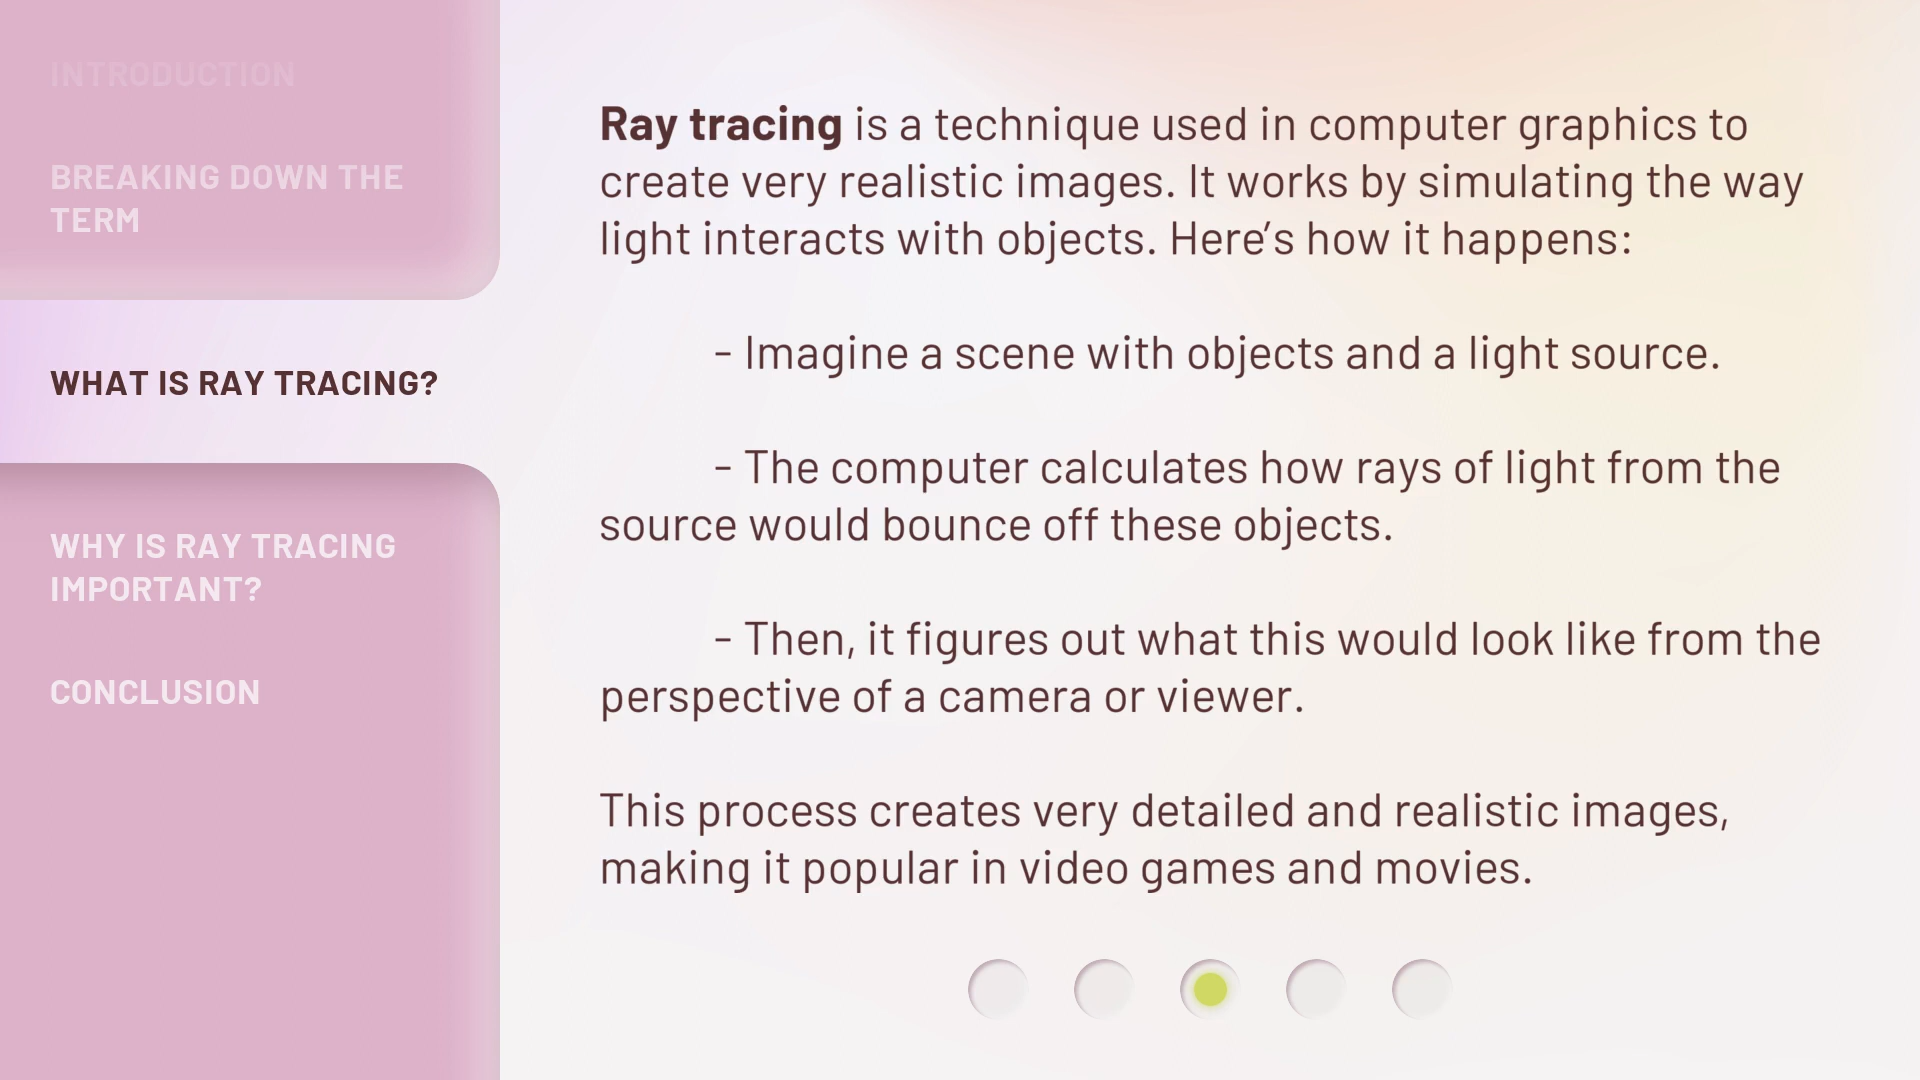 INTRODUCTION
BREAKING DOWN THE
TERM
WHAT IS RAY TRACING?
WHY IS RAY TRACING
IMPORTANT?
CONCLUSION
Ray tracing is a technique used in computer graphics to
create very realistic images. It works by simulating the way
light interacts with objects. Here’s how it happens:
- Imagine a scene with objects and a light source.
- The computer calculates how rays of light from the
source would bounce off these objects.
- Then, it figures out what this would look like from the
perspective of a camera or viewer.
This process creates very detailed and realistic images,
making it popular in video games and movies.